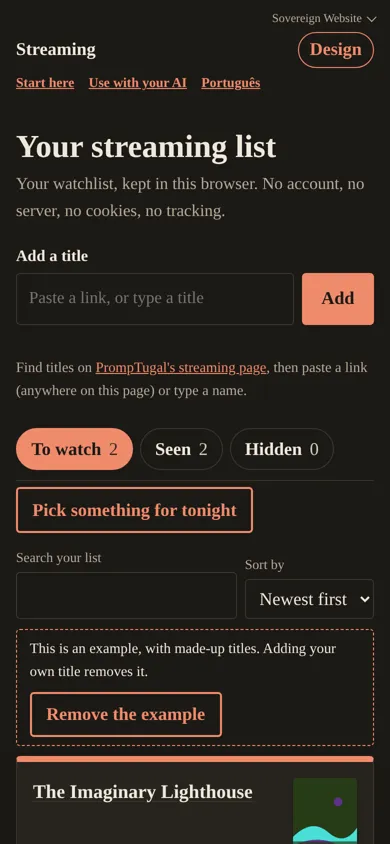 Sovereign Website
Streaming
Design
Start here Use with your AI Português
Your streaming list
Your watchlist, kept in this browser. No account, no
server, no cookies, no tracking.
Add a title
Paste a link, or type a title
Add
Find titles on PrompTugal's streaming page, then paste a link
(anywhere on this page) or type a name.
To watch 2 Seen 2 Hidden 0
Pick something for tonight
Search your list
Sort by
Newest first
This is an example, with made-up titles. Adding your
own title removes it.
Remove the example
The Imaginary Lighthouse